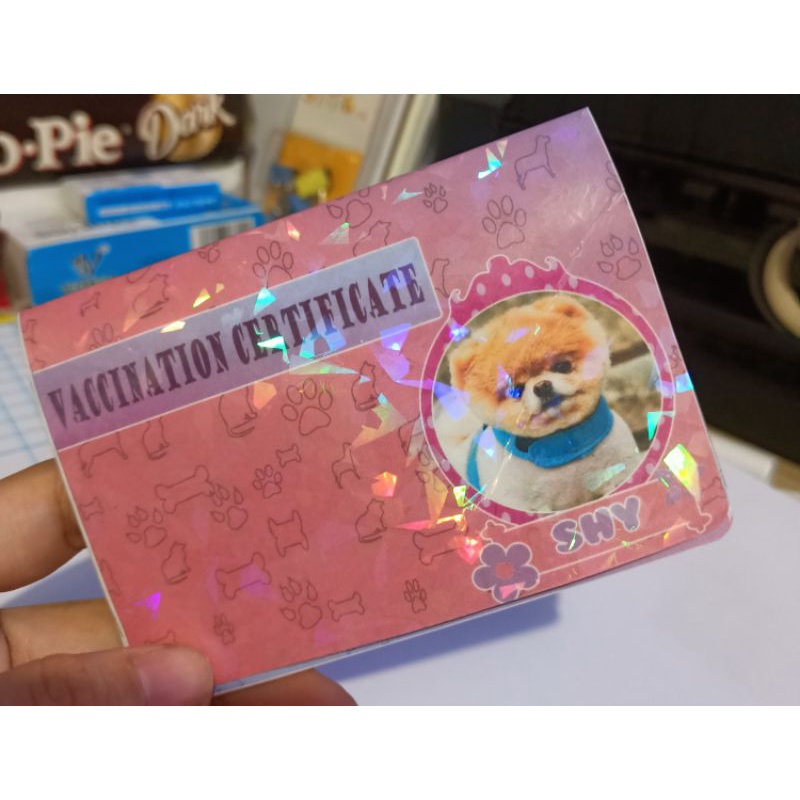 o·Pie Dark
VACCINATION CERTIFICATE
SHY